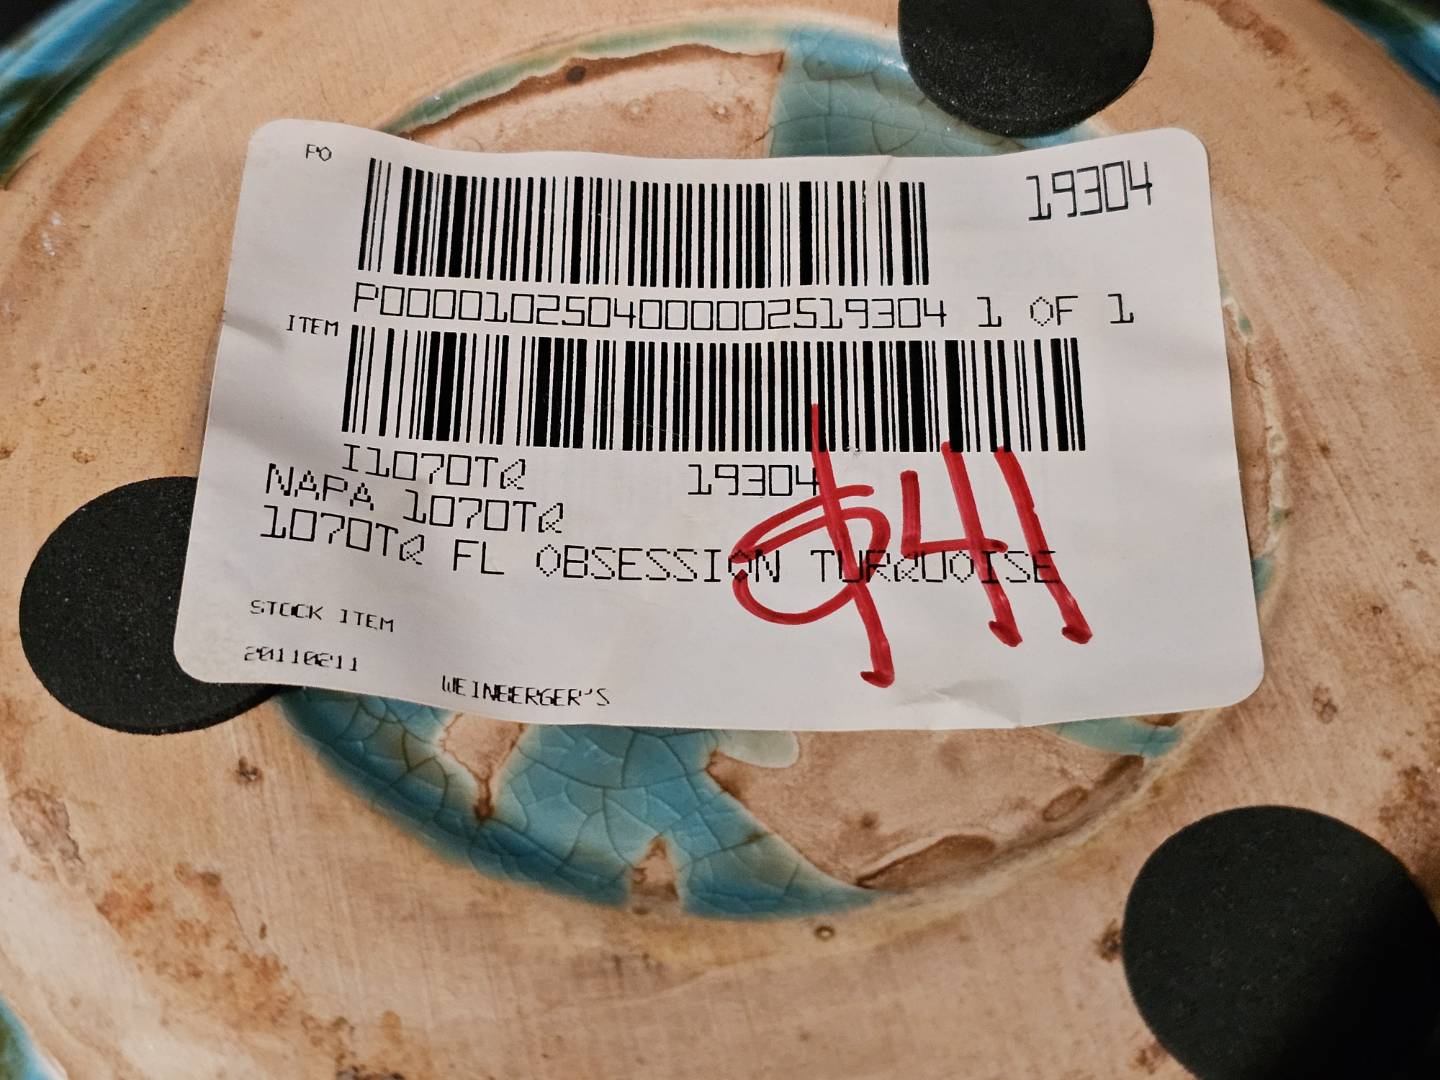 PO
19304
P0000102504000002519304 1 OF 1
ITEM
I1070TQ 19304
NAPA 1070TQ
1070TQ FL OBSESSION TURQUOISE
$41
STOCK ITEM
20110211
WEINBERGER'S